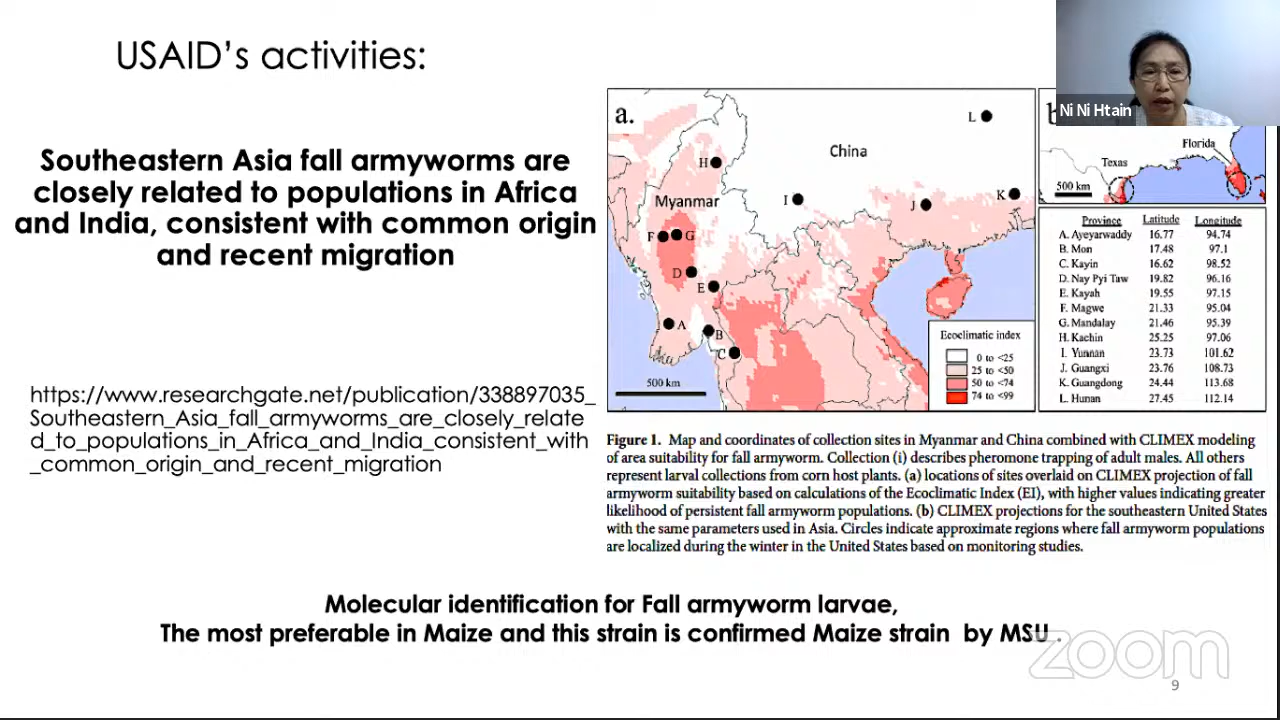 USAID's activities:
Southeastern Asia fall armyworms are
closely related to populations in Africa
and India, consistent with common origin
and recent migration
https://www.researchgate.net/publication/338897035_
Southeastern_Asia_fall_armyworms_are_closely_relate
d_to_populations_in_Africa_and_India_consistent_with
_common_origin_and_recent_migration
a.
L
China
H
Myanmar
I
J
K
F
G
D
E
A
B
C
500 km
Ecoclimatic index
0 to <25
25 to <50
50 to <74
74 to <99
b
Ni Ni Htain
Florida
Texas
500 km
Province Latitude Longitude
A. Ayeyarwaddy 16.77 94.74
B. Mon 17.48 97.1
C. Kayin 16.62 98.52
D. Nay Pyi Taw 19.82 96.16
E. Kayah 19.55 97.15
F. Magwe 21.33 95.04
G. Mandalay 21.46 95.39
H. Kachin 25.25 97.06
I. Yunnan 23.73 101.62
J. Guangxi 23.76 108.73
K. Guangdong 24.44 113.68
L. Hunan 27.45 112.14
Figure 1. Map and coordinates of collection sites in Myanmar and China combined with CLIMEX modeling
of area suitability for fall armyworm. Collection (i) describes pheromone trapping of adult males. All others
represent larval collections from corn host plants. (a) locations of sites overlaid on CLIMEX projection of fall
armyworm suitability based on calculations of the Ecoclimatic Index (EI), with higher values indicating greater
likelihood of persistent fall armyworm populations. (b) CLIMEX projections for the southeastern United States
with the same parameters used in Asia. Circles indicate approximate regions where fall armyworm populations
are localized during the winter in the United States based on monitoring studies.
Molecular identification for Fall armyworm larvae,
The most preferable in Maize and this strain is confirmed Maize strain by MSU .
zoom
9